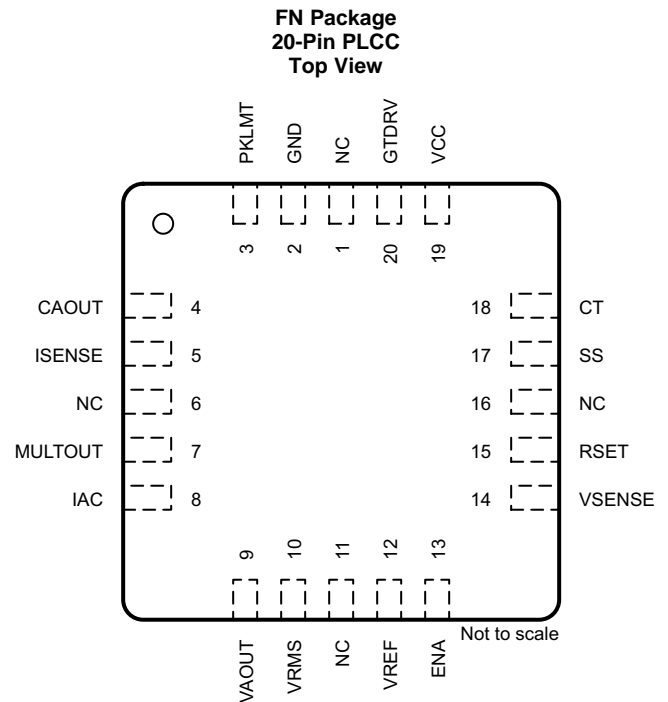 FN Package
20-Pin PLCC
Top View
PKLMT
GND
NC
GTDRV
VCC
3
2
1
20
19
CAOUT 4
18 CT
ISENSE 5
17 SS
NC 6
16 NC
MULTOUT 7
15 RSET
IAC 8
14 VSENSE
9
10
11
12
13
VAOUT
VRMS
NC
VREF
ENA
Not to scale